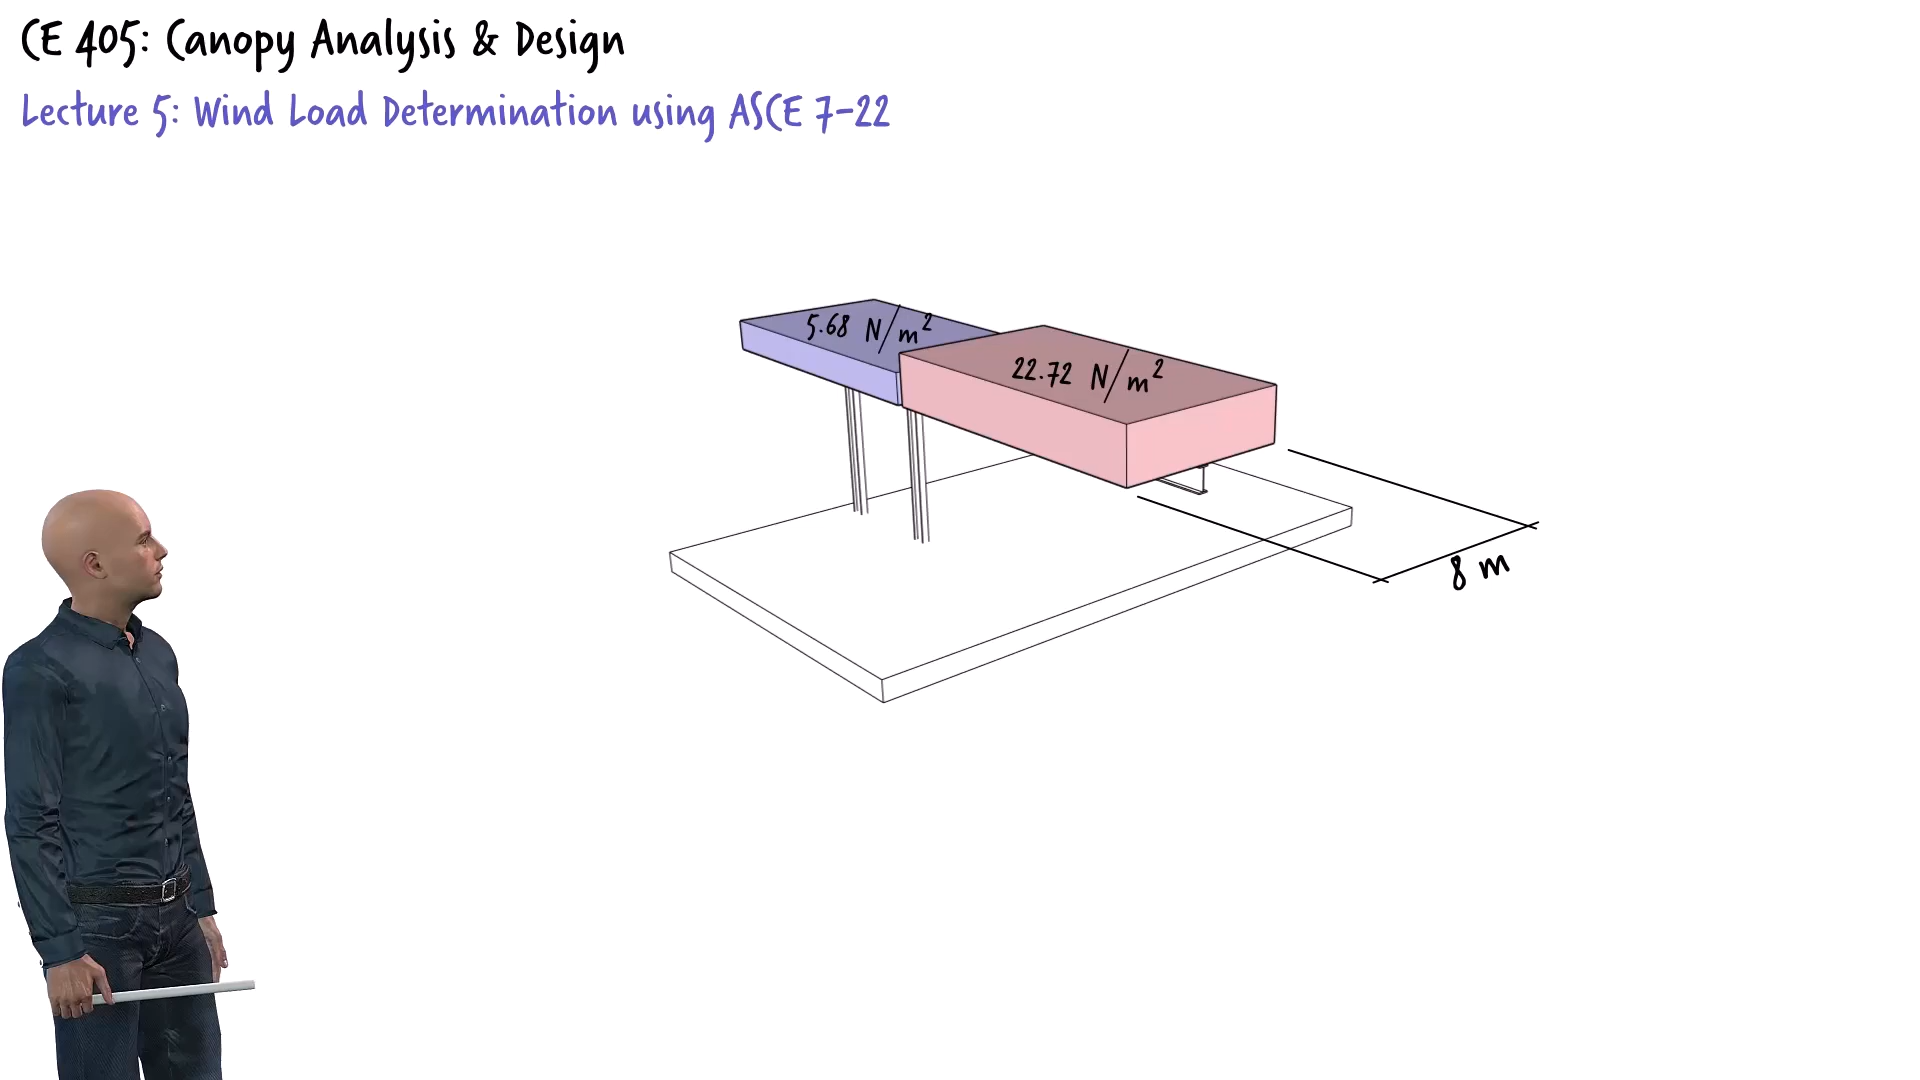 CE 405: Canopy Analysis & Design
Lecture 5: Wind Load Determination using ASCE 7-22
5.68 N/m²
22.72 N/m²
8 m